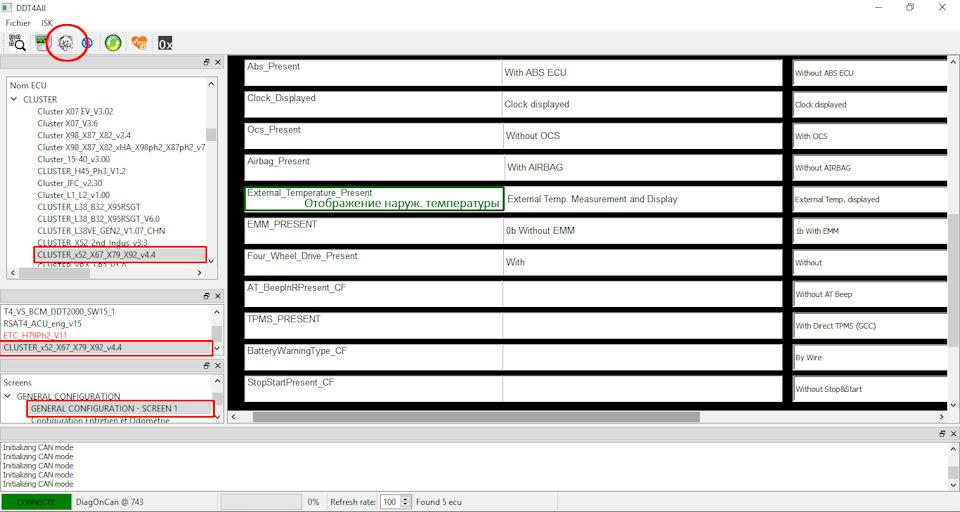 DDT4All
Fichier ISK
0x
Nom ECU
CLUSTER
Cluster X07 EV_V3.02
Cluster X07_V3.6
Cluster X98_X87_X82_v2.4
Cluster X98_X87_X82_xHA_X98ph2_X87ph2_v7
Cluster_15-40_v3.00
CLUSTER_H45_Ph3_V1.2
Cluster_JFC_v2.30
Cluster_L1_L2_v1.00
CLUSTER_L38_B32_X95RSGT
CLUSTER_L38_B32_X95RSGT_V6.0
CLUSTER_L38VE_GEN2_V1.07_CHN
CLUSTER_X52_2nd_Indus_v3.3
CLUSTER_x52_X67_X79_X92_v4.4
T4_VS_BCM_DDT2000_SW15_1
RSAT4_ACU_eng_v15
ETC_H79Ph2_V11
CLUSTER_x52_X67_X79_X92_v4.4
Screens
GENERAL CONFIGURATION
GENERAL CONFIGURATION - SCREEN 1
Configuration Entretien et Odométrie
Abs_Present With ABS ECU Without ABS ECU
Clock_Displayed Clock displayed Clock displayed
Ocs_Present Without OCS With OCS
Airbag_Present With AIRBAG Without AIRBAG
External_Temperature_Present
Отображение наруж. температуры External Temp. Measurement and Display External Temp. displayed
EMM_PRESENT 0b Without EMM 1b With EMM
Four_Wheel_Drive_Present With Without
AT_BeepInRPresent_CF Without AT Beep
TPMS_PRESENT With Direct TPMS (GCC)
BatteryWarningType_CF By Wire
StopStartPresent_CF Without Stop&Start
Initializing CAN mode
Initializing CAN mode
Initializing CAN mode
Initializing CAN mode
Initializing CAN mode
CONNECTE DiagOnCan @ 743 0% Refresh rate: 100 Found 5 ecu